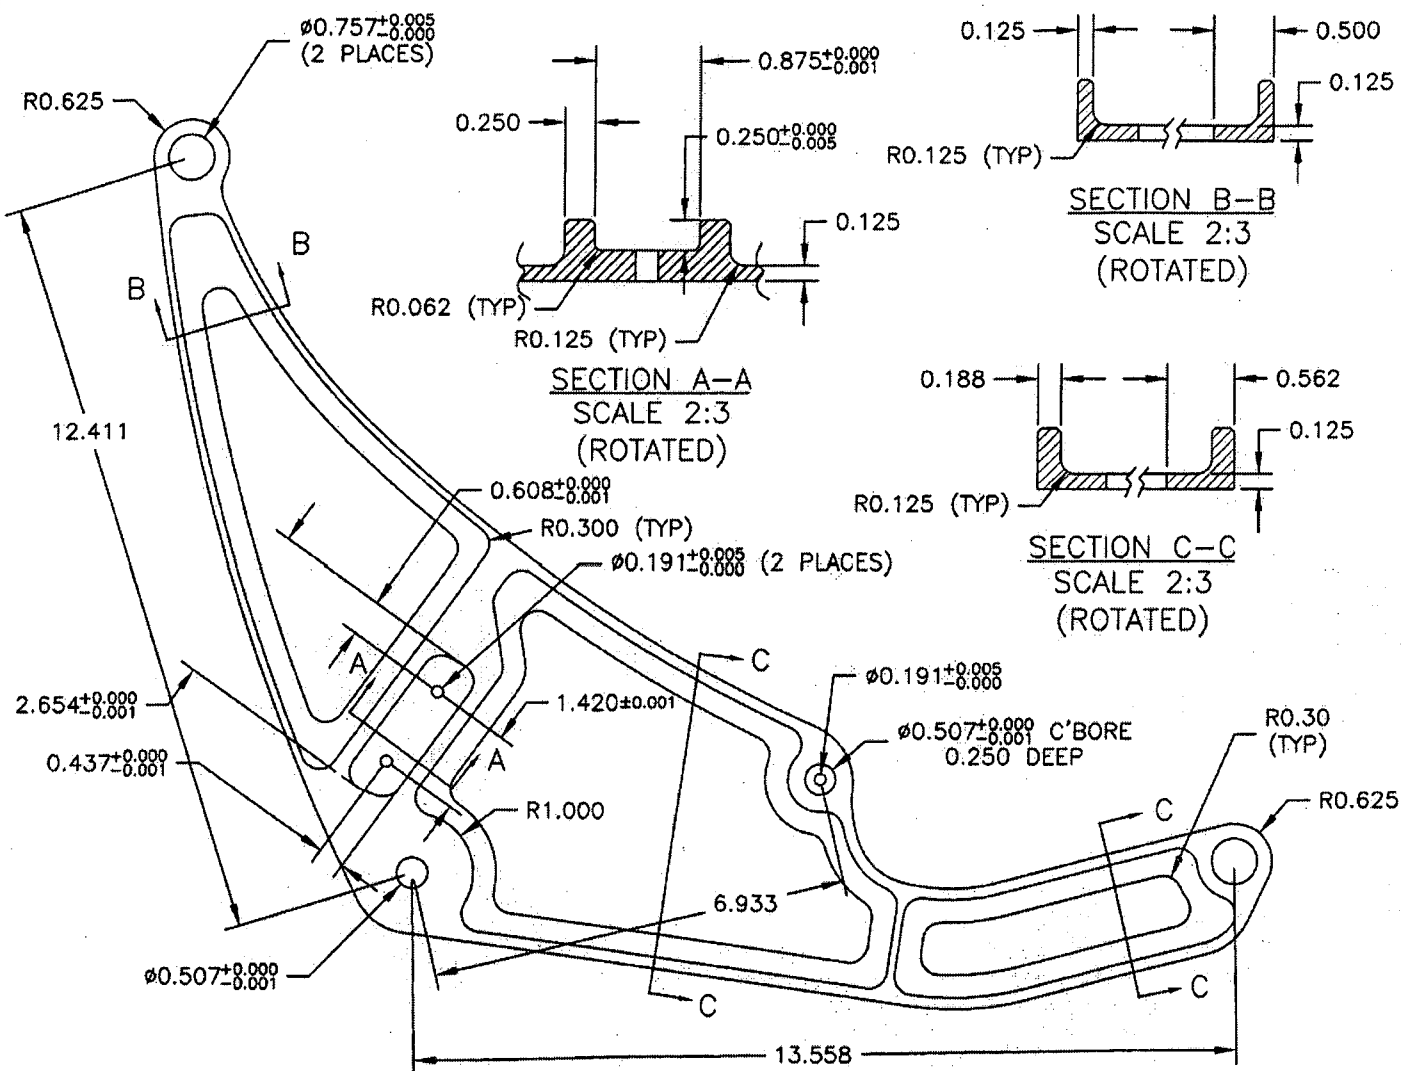 ø0.757+0.005
-0.000
(2 PLACES)
R0.625
0.875+0.000
-0.001
0.250
0.250+0.000
-0.005
0.125
R0.062 (TYP)
R0.125 (TYP)
SECTION A-A
SCALE 2:3
(ROTATED)
0.125
0.500
0.125
R0.125 (TYP)
SECTION B-B
SCALE 2:3
(ROTATED)
0.188
0.562
0.125
R0.125 (TYP)
SECTION C-C
SCALE 2:3
(ROTATED)
B
B
12.411
0.608+0.000
-0.001
R0.300 (TYP)
ø0.191+0.005
-0.000 (2 PLACES)
A
C
2.654+0.000
-0.001
1.420±0.001
ø0.191+0.005
-0.000
ø0.507+0.000
-0.001 C'BORE
0.250 DEEP
R0.30
(TYP)
0.437+0.000
-0.001
A
R1.000
R0.625
C
6.933
ø0.507+0.000
-0.001
C
C
13.558